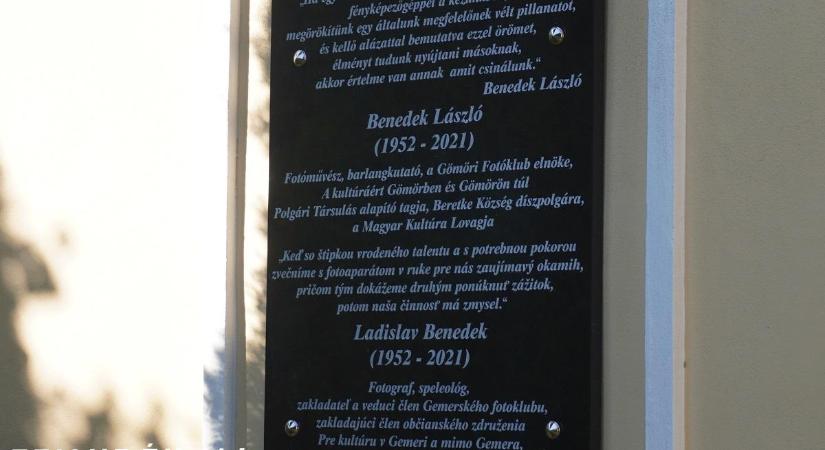 fényképezőgéppel a
megörökítünk egy általunk megfelelőnek vélt pillanatot,
és kellő alázattal bemutatva ezzel örömet,
élményt tudunk nyújtani másoknak,
akkor értelme van annak amit csinálunk.“
Benedek László
Benedek László
(1952 - 2021)
Fotóművész, barlangkutató, a Gömöri Fotóklub elnöke,
A kultúráért Gömörben és Gömörön túl
Polgári Társulás alapító tagja, Beretke Község díszpolgára,
a Magyar Kultúra Lovagja
„Keď so štipkou vrodeného talentu a s potrebnou pokorou
zvečníme s fotoaparátom v ruke pre nás zaujímavý okamih,
pričom tým dokážeme druhým ponúknuť zážitok,
potom naša činnosť má zmysel.“
Ladislav Benedek
(1952 - 2021)
Fotograf, speleológ,
zakladateľ a veduci člen Gemerského fotoklubu,
zakladajúci člen občianského združenia
Pre kultúru v Gemeri a mimo Gemera,